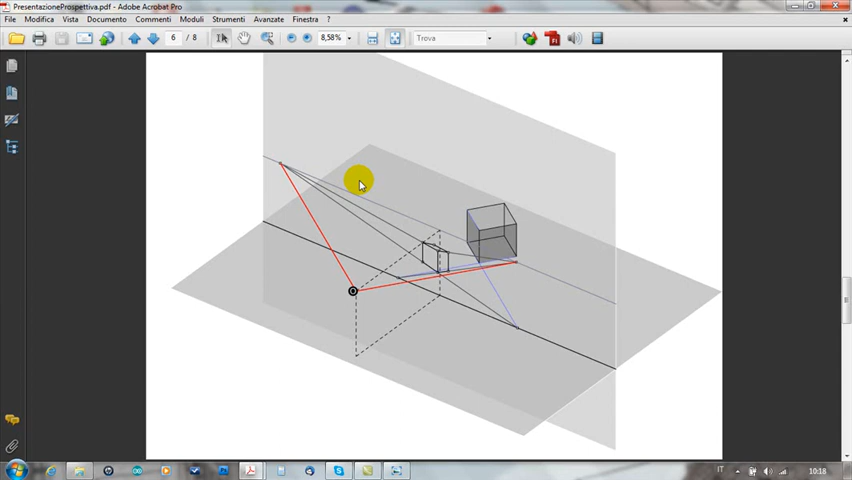 PresentazioneProspettiva.pdf - Adobe Acrobat Pro
File Modifica Vista Documento Commenti Moduli Strumenti Avanzate Finestra ?
6 / 8 8,58% Trova
O
IT 10:18